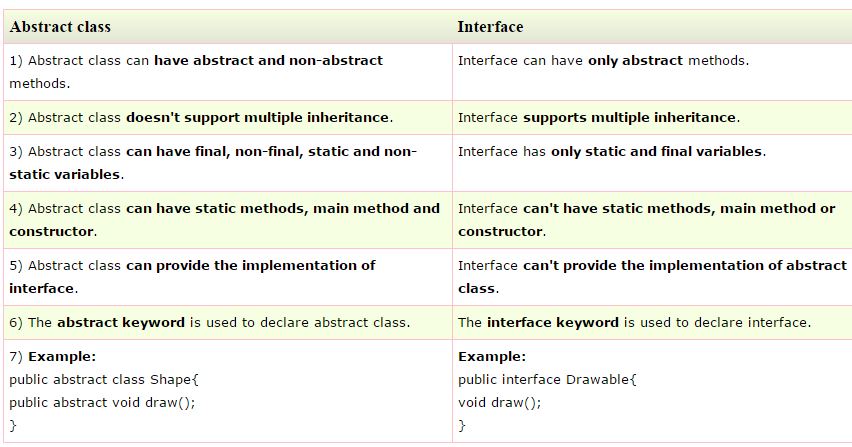 Abstract class
Interface
1) Abstract class can have abstract and non-abstract
methods.
Interface can have only abstract methods.
2) Abstract class doesn't support multiple inheritance.
Interface supports multiple inheritance.
3) Abstract class can have final, non-final, static and non-
static variables.
Interface has only static and final variables.
4) Abstract class can have static methods, main method and
constructor.
Interface can't have static methods, main method or
constructor.
5) Abstract class can provide the implementation of
interface.
Interface can't provide the implementation of abstract
class.
6) The abstract keyword is used to declare abstract class.
The interface keyword is used to declare interface.
7) Example:
public abstract class Shape{
public abstract void draw();
}
Example:
public interface Drawable{
void draw();
}